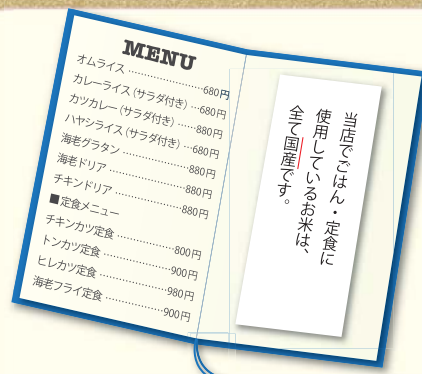 MENU
オムライス …………………680円
カレーライス（サラダ付き）…680円
カツカレー（サラダ付き）……880円
ハヤシライス（サラダ付き）…680円
海老グラタン …………………880円
海老ドリア ……………………880円
チキンドリア …………………880円
■定食メニュー
チキンカツ定食 ………………800円
トンカツ定食 …………………900円
ヒレカツ定食 …………………980円
海老フライ定食 ………………900円
当店でごはん・定食に
使用しているお米は、
全て国産です。